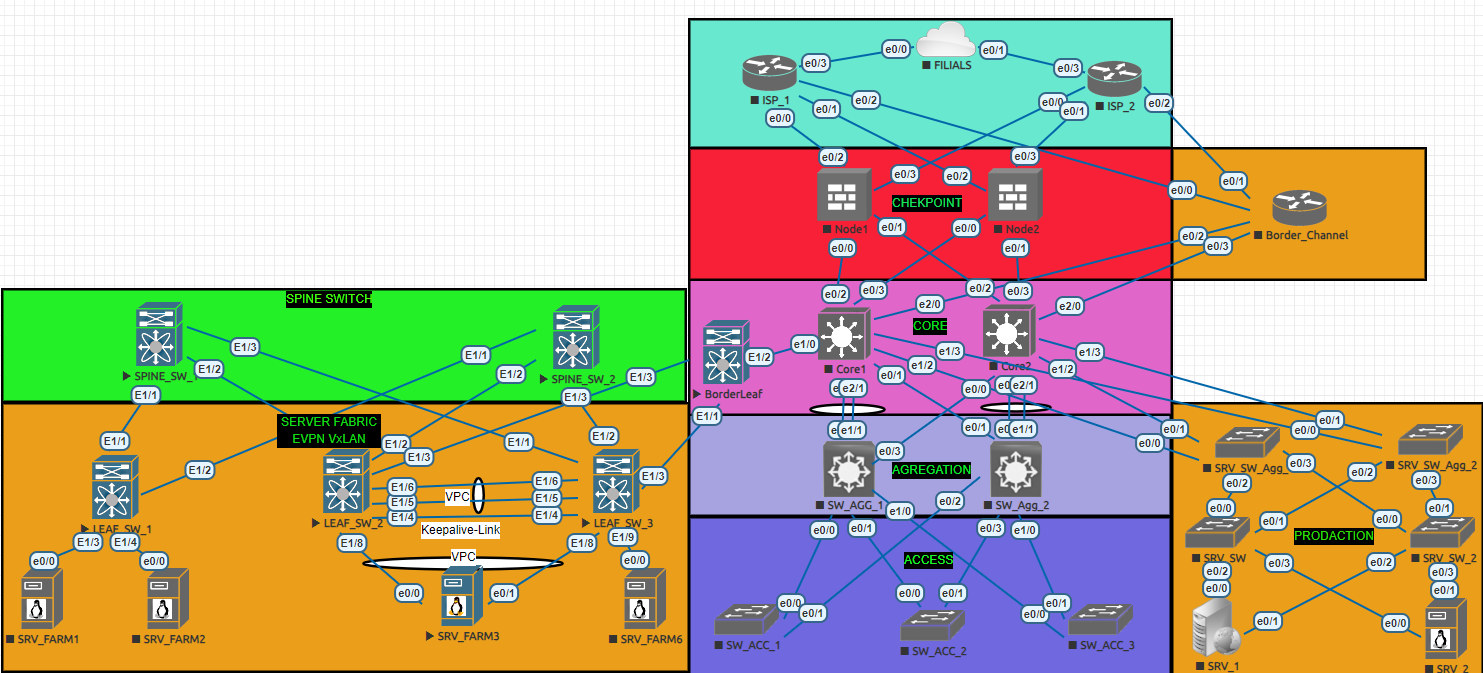 e0/0
e0/1
FILIALS
e0/3
e0/3
ISP_1
e0/2
e0/1
e0/0
e0/0
e0/1
ISP_2
e0/2
e0/2
e0/3
e0/3
e0/2
CHEKPOINT
e0/0
e0/1
Node1
e0/1
e0/0
Node2
e0/0
e0/1
Border_Channel
e0/2
e0/3
SPINE SWITCH
E1/3
E1/2
SPINE_SW_1
E1/1
E1/1
E1/2
SPINE_SW_2
E1/3
E1/3
e0/2
e0/3
e0/2
e0/3
e2/0
e2/0
CORE
E1/2
e1/0
BorderLeaf
E1/1
Core1
e1/3
e1/2
e0/1
e0/0
Core2
e1/3
e1/2
e2/1
e2/1
SERVER FABRIC
EVPN VxLAN
E1/1
E1/2
LEAF_SW_1
E1/3
E1/4
E1/2
E1/3
E1/1
E1/2
E1/3
E1/6
E1/5
E1/4
VPC
E1/6
E1/5
E1/4
LEAF_SW_2
Keepalive-Link
LEAF_SW_3
E1/8
VPC
E1/8
E1/9
e0/0
e0/0
e0/0
e0/1
e0/0
SRV_FARM1
SRV_FARM2
SRV_FARM3
SRV_FARM6
e1/1
e0/1
e1/1
e0/3
AGREGATION
SW_AGG_1
e1/0
e0/2
SW_Agg_2
e0/0
e0/1
e0/3
e1/0
ACCESS
e0/0
e0/1
e0/0
e0/1
e0/0
e0/1
SW_ACC_1
SW_ACC_2
SW_ACC_3
e0/1
e0/0
e0/1
e0/0
SRV_SW_Agg_
SRV_SW_Agg_2
e0/2
e0/3
e0/2
e0/3
e0/0
e0/1
e0/0
e0/1
PRODACTION
SRV_SW
SRV_SW_2
e0/2
e0/3
e0/2
e0/3
e0/0
e0/1
e0/0
e0/1
SRV_1
SRV_2